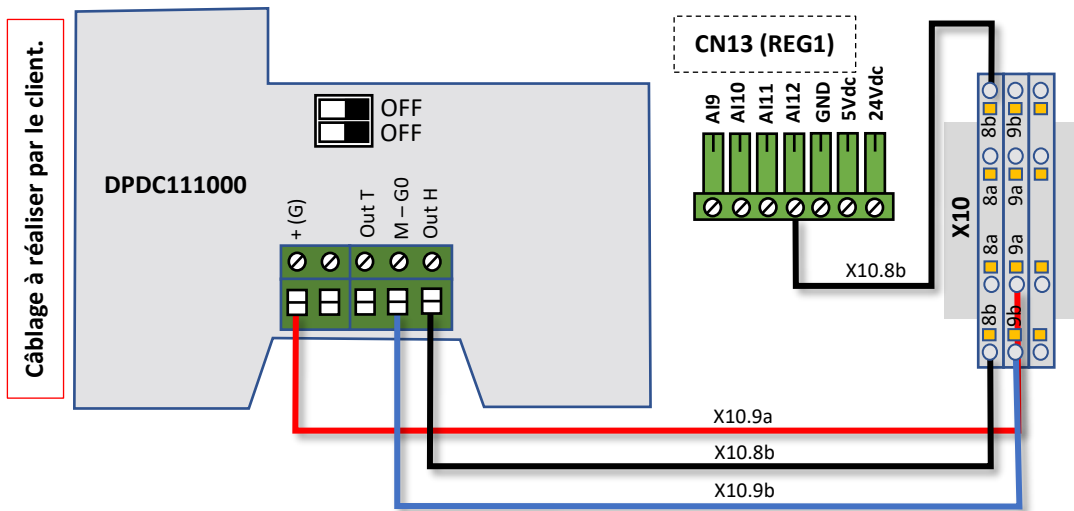 Câblage à réaliser par le client.
DPDC111000
OFF
OFF
+ (G)
Out T
M – G0
Out H
CN13 (REG1)
AI9
AI10
AI11
AI12
GND
5Vdc
24Vdc
X10.8b
X10
8b
9b
8a
9a
8a
9a
8b
9b
X10.9a
X10.8b
X10.9b